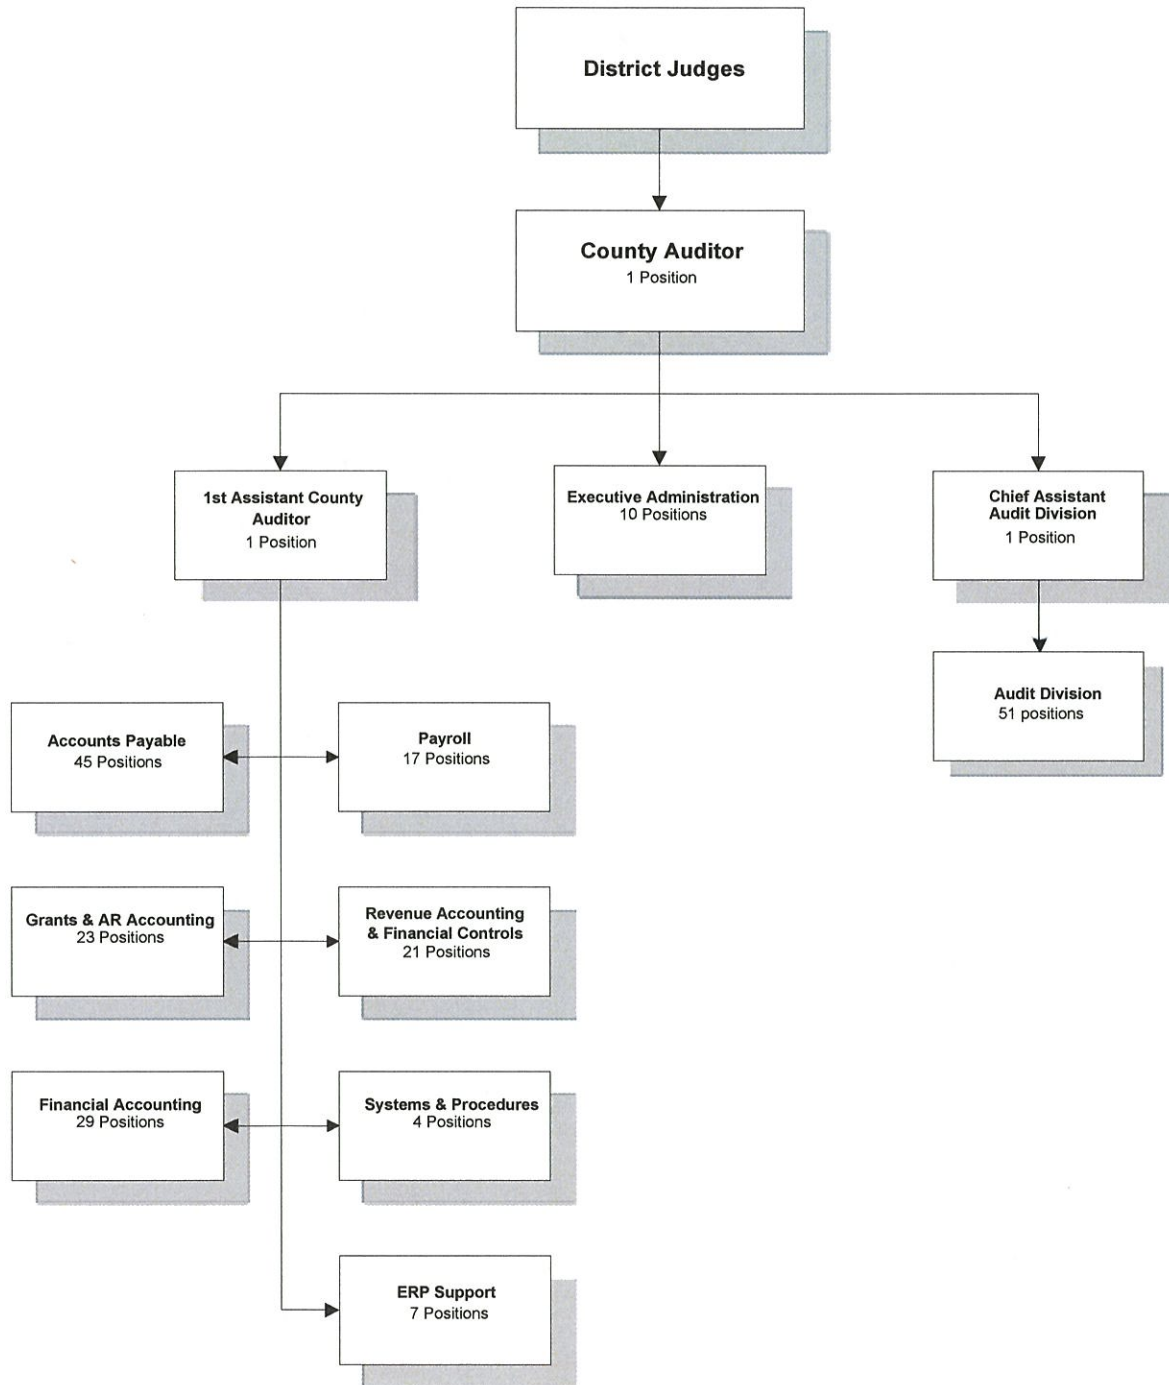 District Judges
County Auditor
1 Position
1st Assistant County
Auditor
1 Position
Executive Administration
10 Positions
Chief Assistant
Audit Division
1 Position
Audit Division
51 positions
Accounts Payable
45 Positions
Payroll
17 Positions
Grants & AR Accounting
23 Positions
Revenue Accounting
& Financial Controls
21 Positions
Financial Accounting
29 Positions
Systems & Procedures
4 Positions
ERP Support
7 Positions